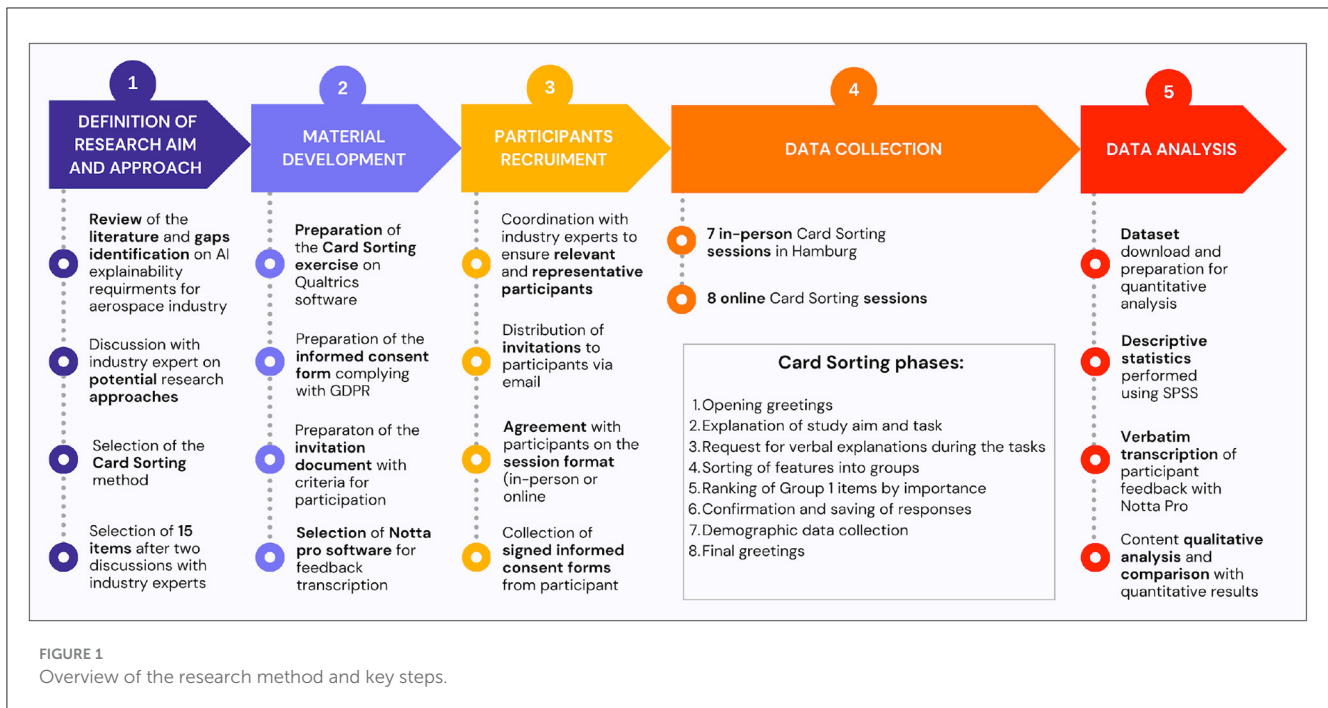 1
DEFINITION OF
RESEARCH AIM
AND APPROACH
Review of the
literature and gaps
identification on AI
explainability
requirments for
aerospace industry
Discussion with
industry expert on
potential research
approaches
Selection of the
Card Sorting
method
Selection of 15
items after two
discussions with
industry experts
2
MATERIAL
DEVELOPMENT
Preparation of
the Card Sorting
exercise on
Qualtrics
software
Preparation of the
informed consent
form complying
with GDPR
Preparaton of the
invitation
document with
criteria for
participation
Selection of Notta
pro software for
feedback
transcription
3
PARTICIPANTS
RECRUIMENT
Coordination with
industry experts to
ensure relevant
and representative
participants
Distribution of
invitations to
participants via
email
Agreement with
participants on the
session format
(in-person or
online
Collection of
signed informed
consent forms
from participant
4
DATA COLLECTION
7 in-person Card Sorting
sessions in Hamburg
8 online Card Sorting sessions
Card Sorting phases:
1.Opening greetings
2.Explanation of study aim and task
3.Request for verbal explanations during the tasks
4.Sorting of features into groups
5.Ranking of Group 1 items by importance
6.Confirmation and saving of responses
7.Demographic data collection
8.Final greetings
5
DATA ANALYSIS
Dataset
download and
preparation for
quantitative
analysis
Descriptive
statistics
performed
using SPSS
Verbatim
transcription of
participant
feedback with
Notta Pro
Content qualitative
analysis and
comparison with
quantitative results
FIGURE 1
Overview of the research method and key steps.